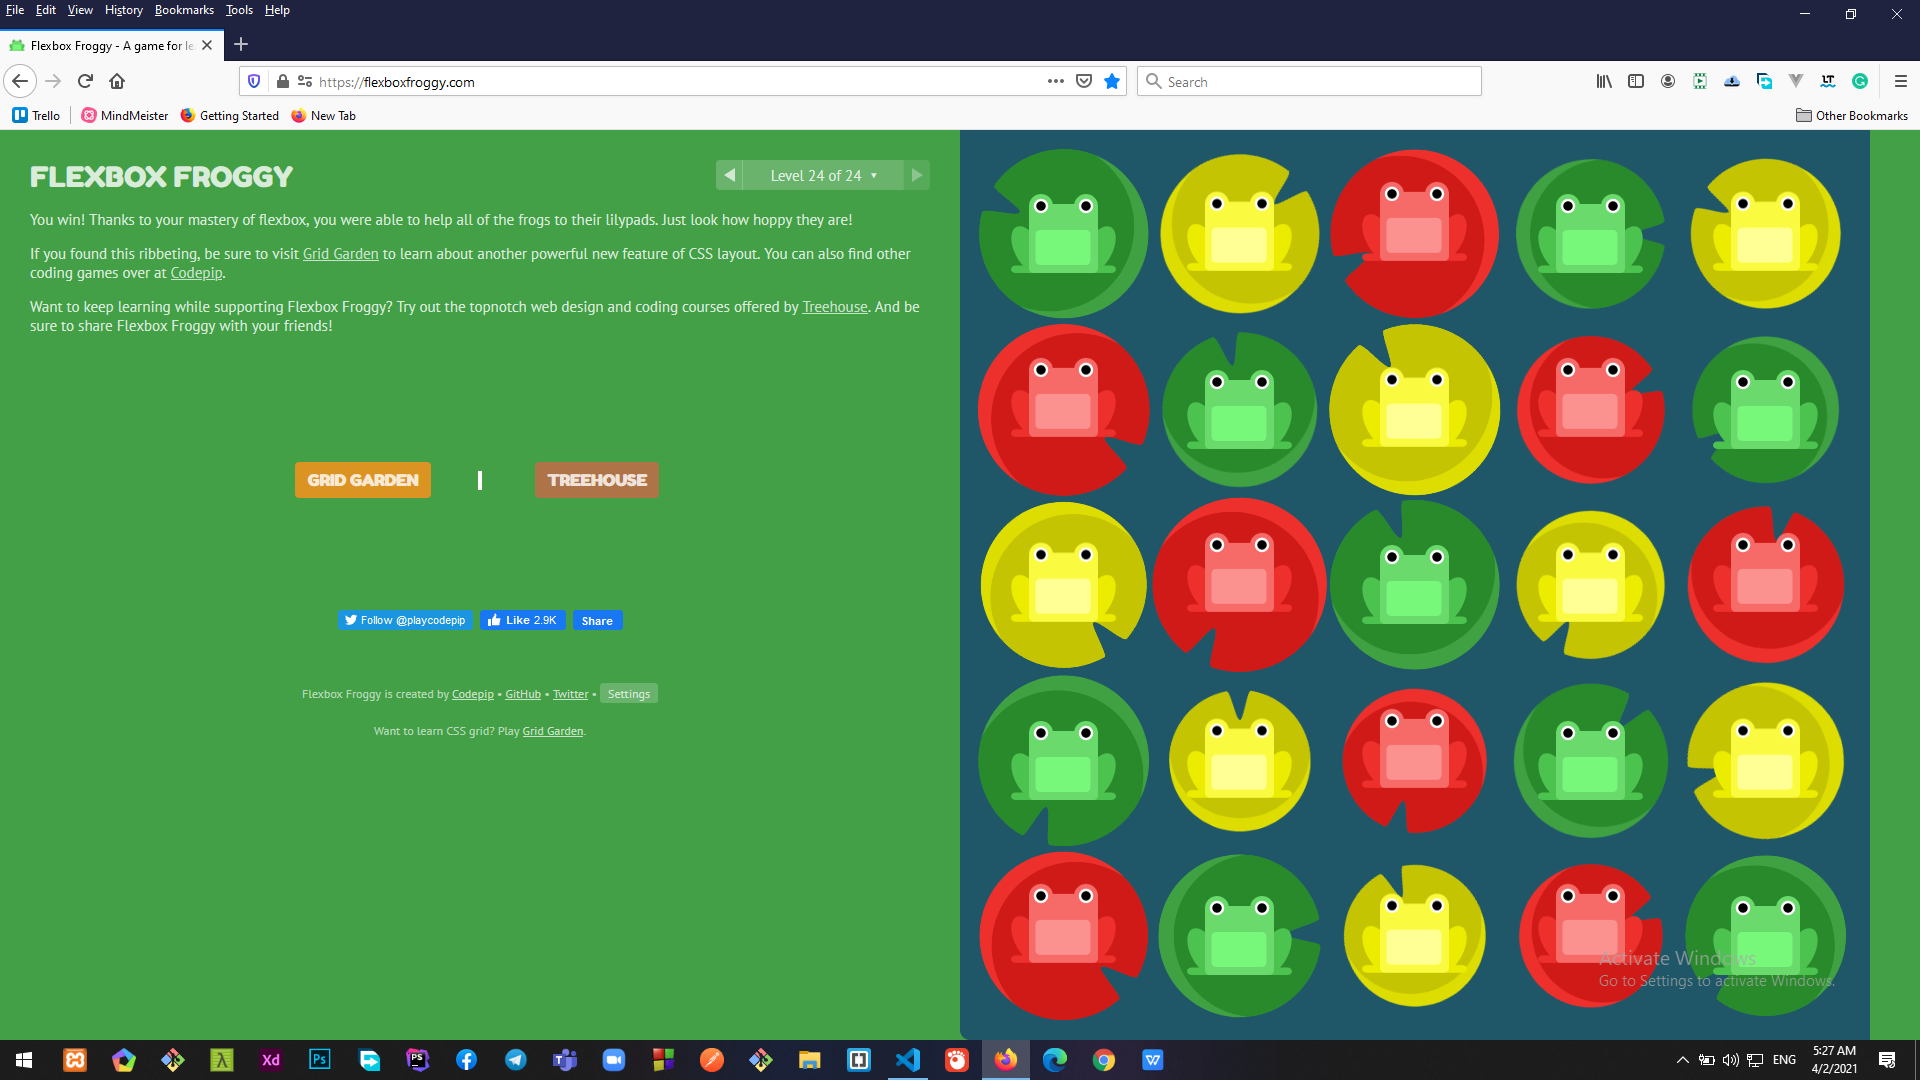 File Edit View History Bookmarks Tools Help
Flexbox Froggy - A game for le
https://flexboxfroggy.com
Search
Trello MindMeister Getting Started New Tab Other Bookmarks
FLEXBOX FROGGY
Level 24 of 24
You win! Thanks to your mastery of flexbox, you were able to help all of the frogs to their lilypads. Just look how hoppy they are!
If you found this ribbeting, be sure to visit Grid Garden to learn about another powerful new feature of CSS layout. You can also find other
coding games over at Codepip.
Want to keep learning while supporting Flexbox Froggy? Try out the topnotch web design and coding courses offered by Treehouse. And be
sure to share Flexbox Froggy with your friends!
GRID GARDEN | TREEHOUSE
Follow @playcodepip Like 2.9K Share
Flexbox Froggy is created by Codepip • GitHub • Twitter • Settings
Want to learn CSS grid? Play Grid Garden.
Activate Windows
Go to Settings to activate Windows.
Xd Ps PS
ENG
5:27 AM
4/2/2021